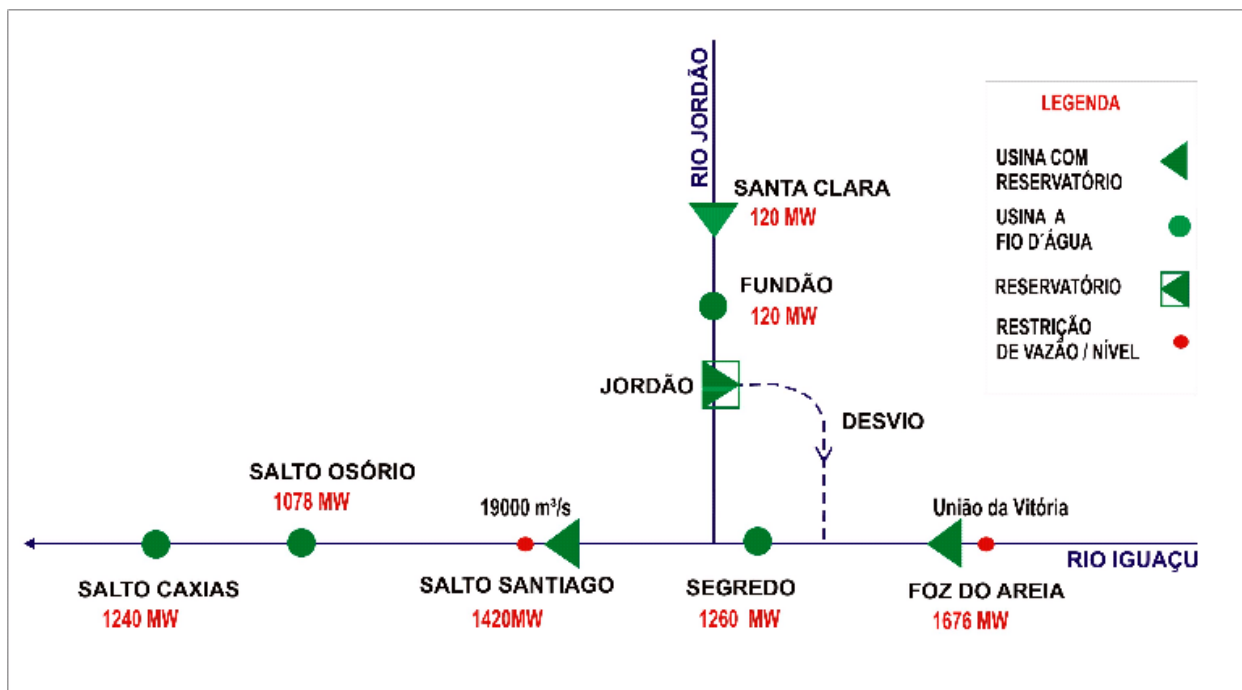 RIO JORDÃO
LEGENDA
USINA COM
RESERVATÓRIO
USINA A
FIO D´ÁGUA
RESERVATÓRIO
RESTRIÇÃO
DE VAZÃO / NÍVEL
SANTA CLARA
120 MW
FUNDÃO
120 MW
JORDÃO
DESVIO
SALTO OSÓRIO
1078 MW
19000 m³/s
União da Vitória
RIO IGUAÇU
SALTO CAXIAS
1240 MW
SALTO SANTIAGO
1420MW
SEGREDO
1260 MW
FOZ DO AREIA
1676 MW